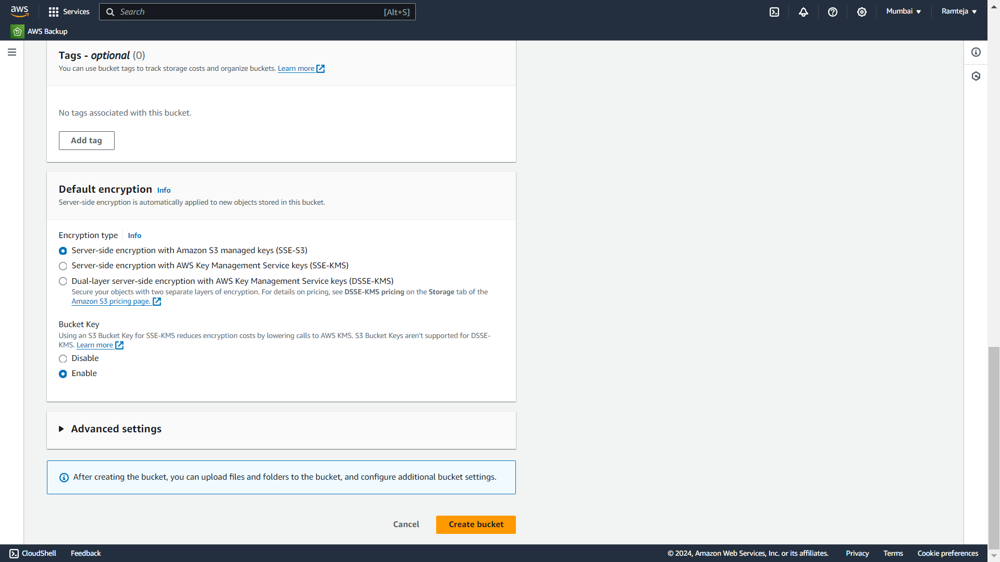 aws
Services
Search
[Alt+S]
Mumbai
Ramteja
AWS Backup
Tags - optional (0)
You can use bucket tags to track storage costs and organize buckets. Learn more
No tags associated with this bucket.
Add tag
Default encryption Info
Server-side encryption is automatically applied to new objects stored in this bucket.
Encryption type Info
Server-side encryption with Amazon S3 managed keys (SSE-S3)
Server-side encryption with AWS Key Management Service keys (SSE-KMS)
Dual-layer server-side encryption with AWS Key Management Service keys (DSSE-KMS)
Secure your objects with two separate layers of encryption. For details on pricing, see DSSE-KMS pricing on the Storage tab of the
Amazon S3 pricing page.
Bucket Key
Using an S3 Bucket Key for SSE-KMS reduces encryption costs by lowering calls to AWS KMS. S3 Bucket Keys aren't supported for DSSE-
KMS. Learn more
Disable
Enable
Advanced settings
After creating the bucket, you can upload files and folders to the bucket, and configure additional bucket settings.
Cancel
Create bucket
CloudShell
Feedback
© 2024, Amazon Web Services, Inc. or its affiliates.
Privacy
Terms
Cookie preferences